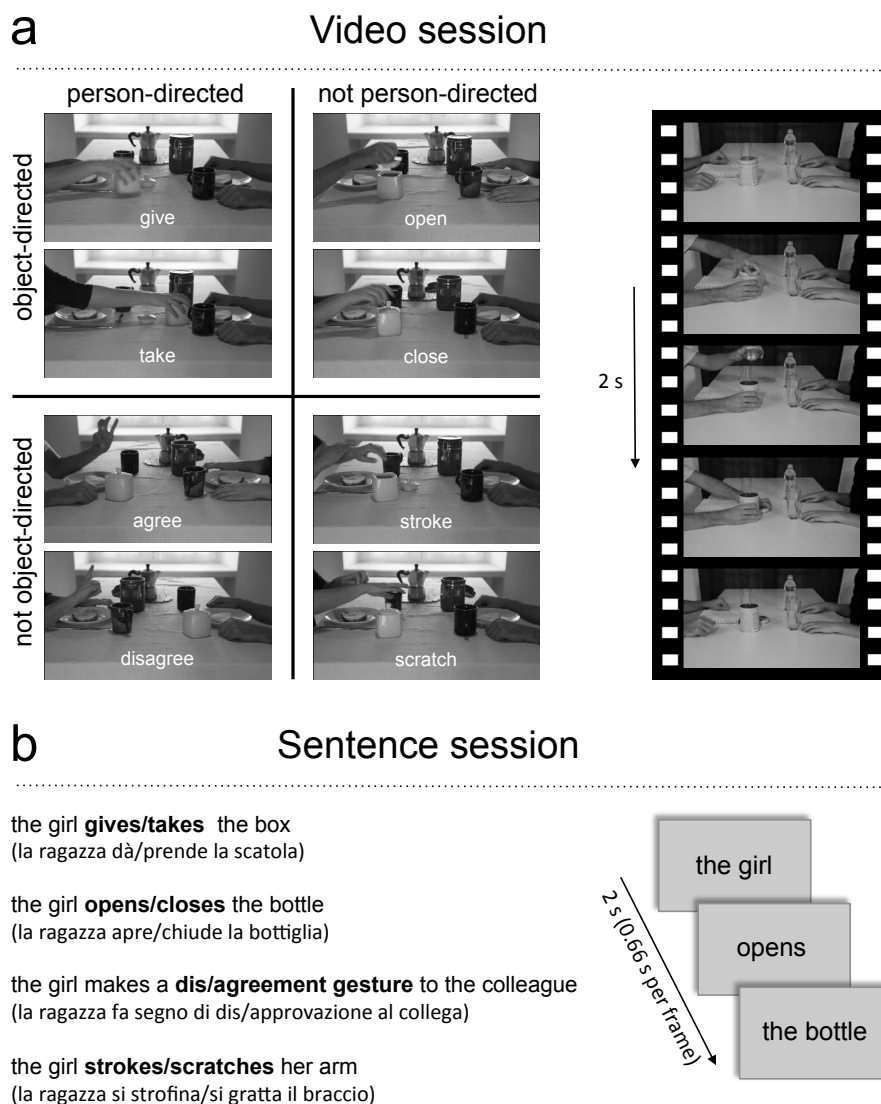 a
Video session
person-directed
not person-directed
object-directed
give
open
take
close
2 s
not object-directed
agree
stroke
disagree
scratch
b
Sentence session
the girl gives/takes the box
(la ragazza dà/prende la scatola)
the girl opens/closes the bottle
(la ragazza apre/chiude la bottiglia)
the girl makes a dis/agreement gesture to the colleague
(la ragazza fa segno di dis/approvazione al collega)
the girl strokes/scratches her arm
(la ragazza si strofina/si gratta il braccio)
2 s (0.66 s per frame)
the girl
opens
the bottle